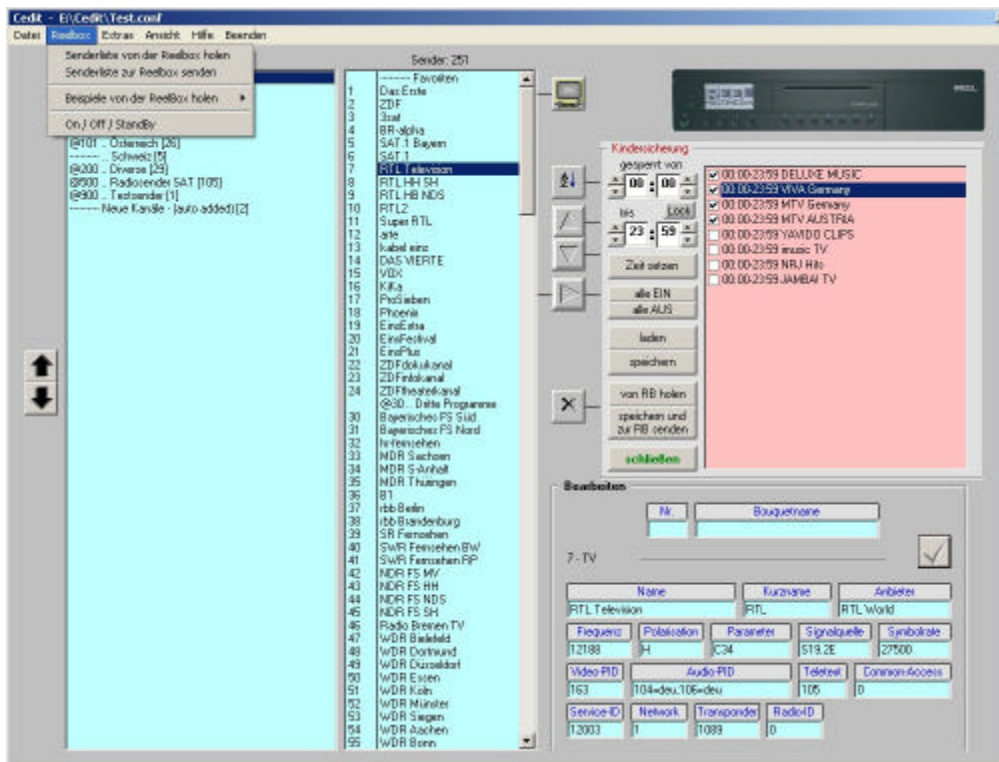 Cedit - E:\Cedit\Test.conf
Datei Reelbox Extras Ansicht Hilfe Beenden
Senderliste von der Reelbox holen
Senderliste zur Reelbox senden
Beispiele von der ReelBox holen
On / Off / StandBy
@101 .. Österreich [26]
------- .. Schweiz [5]
@200 .. Diverse [29]
@500 .. Radiosender SAT [105]
@900 .. Testsender [1]
------- Neue Kanäle - (auto added) [2]
Sender: 251
------- Favoriten
1 Das Erste
2 ZDF
3 3sat
4 BR-alpha
5 SAT.1 Bayern
6 SAT.1
7 RTL Television
8 RTL HH SH
9 RTL HB NDS
10 RTL2
11 Super RTL
12 arte
13 kabel eins
14 DAS VIERTE
15 VOX
16 KiKa
17 ProSieben
18 Phoenix
19 EinsExtra
20 EinsFestival
21 EinsPlus
22 ZDFdokukanal
23 ZDFinfokanal
24 ZDFtheaterkanal
@30 .. Dritte Programme
30 Bayerisches FS Süd
31 Bayerisches FS Nord
32 hr-fernsehen
33 MDR Sachsen
34 MDR S-Anhalt
35 MDR Thüringen
36 B1
37 rbb Berlin
38 rbb Brandenburg
39 SR Fernsehen
40 SWR Fernsehen BW
41 SWR Fernsehen RP
42 NDR FS MV
43 NDR FS HH
44 NDR FS NDS
45 NDR FS SH
46 Radio Bremen TV
47 WDR Bielefeld
48 WDR Dortmund
49 WDR Düsseldorf
50 WDR Essen
51 WDR Köln
52 WDR Münster
53 WDR Siegen
54 WDR Aachen
55 WDR Bonn
REEL
Kindersicherung
gesperrt von
00 : 00
bis Lock
23 : 59
Zeit setzen
alle EIN
alle AUS
laden
speichern
von RB holen
speichern und
zur RB senden
schließen
00:00-23:59 DELUXE MUSIC
00:00-23:59 VIVA Germany
00:00-23:59 MTV Germany
00:00-23:59 MTV AUSTRIA
00:00-23:59 YAVIDO CLIPS
00:00-23:59 imusic TV
00:00-23:59 NRJ Hits
00:00-23:59 JAMBA! TV
Bearbeiten
Nr. Bouquetname
7 - TV
Name Kurzname Anbieter
RTL Television RTL RTL World
Frequenz Polarisation Parameter Signalquelle Symbolrate
12188 H C34 S19.2E 27500
Video-PID Audio-PID Teletext Common-Access
163 104=deu;106=deu 105 0
Service-ID Network Transponder Radio-ID
12003 1 1089 0